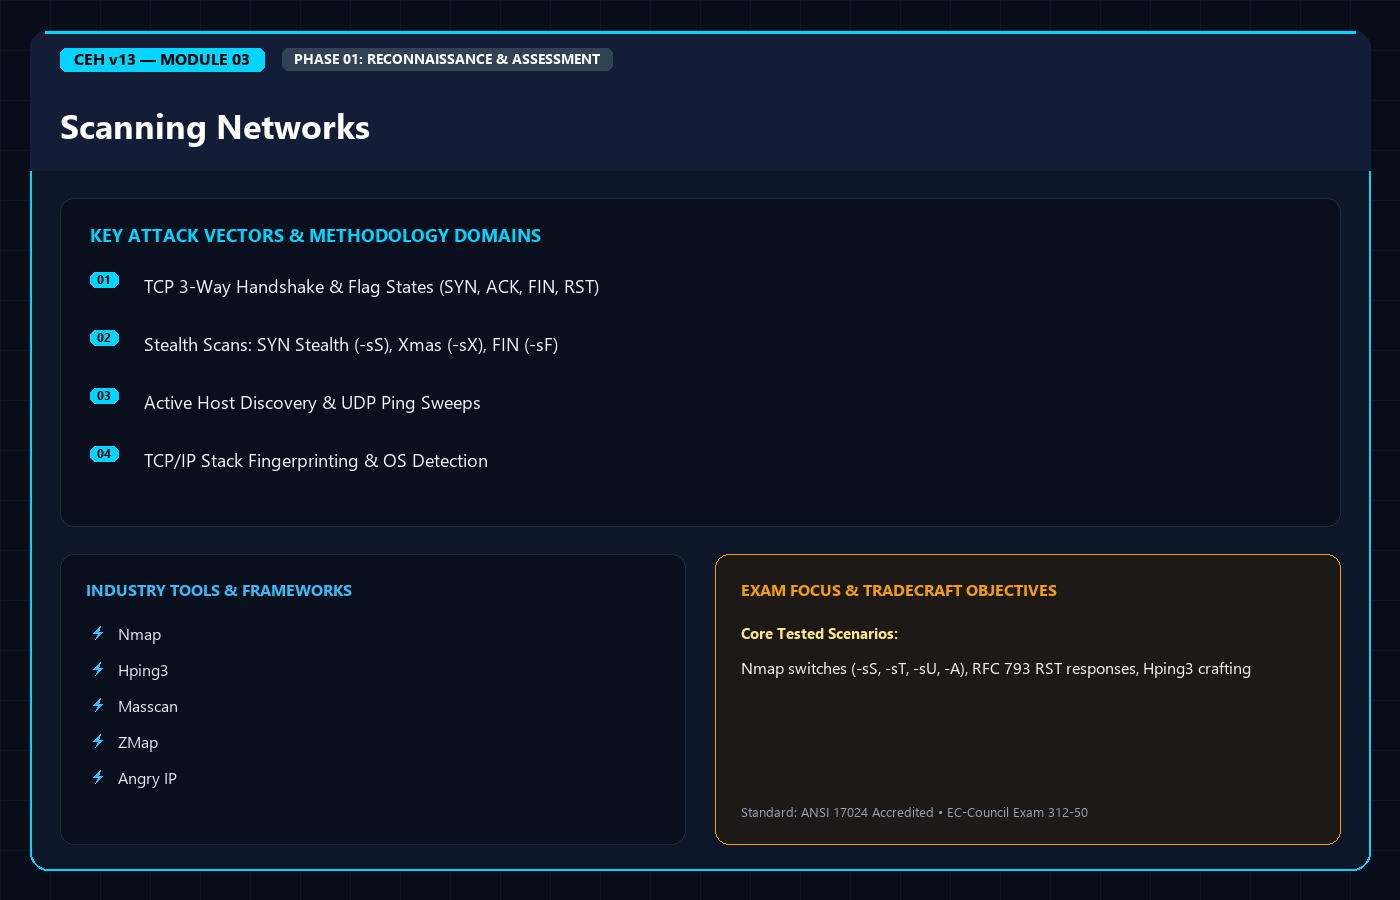 CEH v13 — MODULE 03
PHASE 01: RECONNAISSANCE & ASSESSMENT
Scanning Networks
KEY ATTACK VECTORS & METHODOLOGY DOMAINS
01 TCP 3-Way Handshake & Flag States (SYN, ACK, FIN, RST)
02 Stealth Scans: SYN Stealth (-sS), Xmas (-sX), FIN (-sF)
03 Active Host Discovery & UDP Ping Sweeps
04 TCP/IP Stack Fingerprinting & OS Detection
INDUSTRY TOOLS & FRAMEWORKS
Nmap
Hping3
Masscan
ZMap
Angry IP
EXAM FOCUS & TRADECRAFT OBJECTIVES
Core Tested Scenarios:
Nmap switches (-sS, -sT, -sU, -A), RFC 793 RST responses, Hping3 crafting
Standard: ANSI 17024 Accredited • EC-Council Exam 312-50